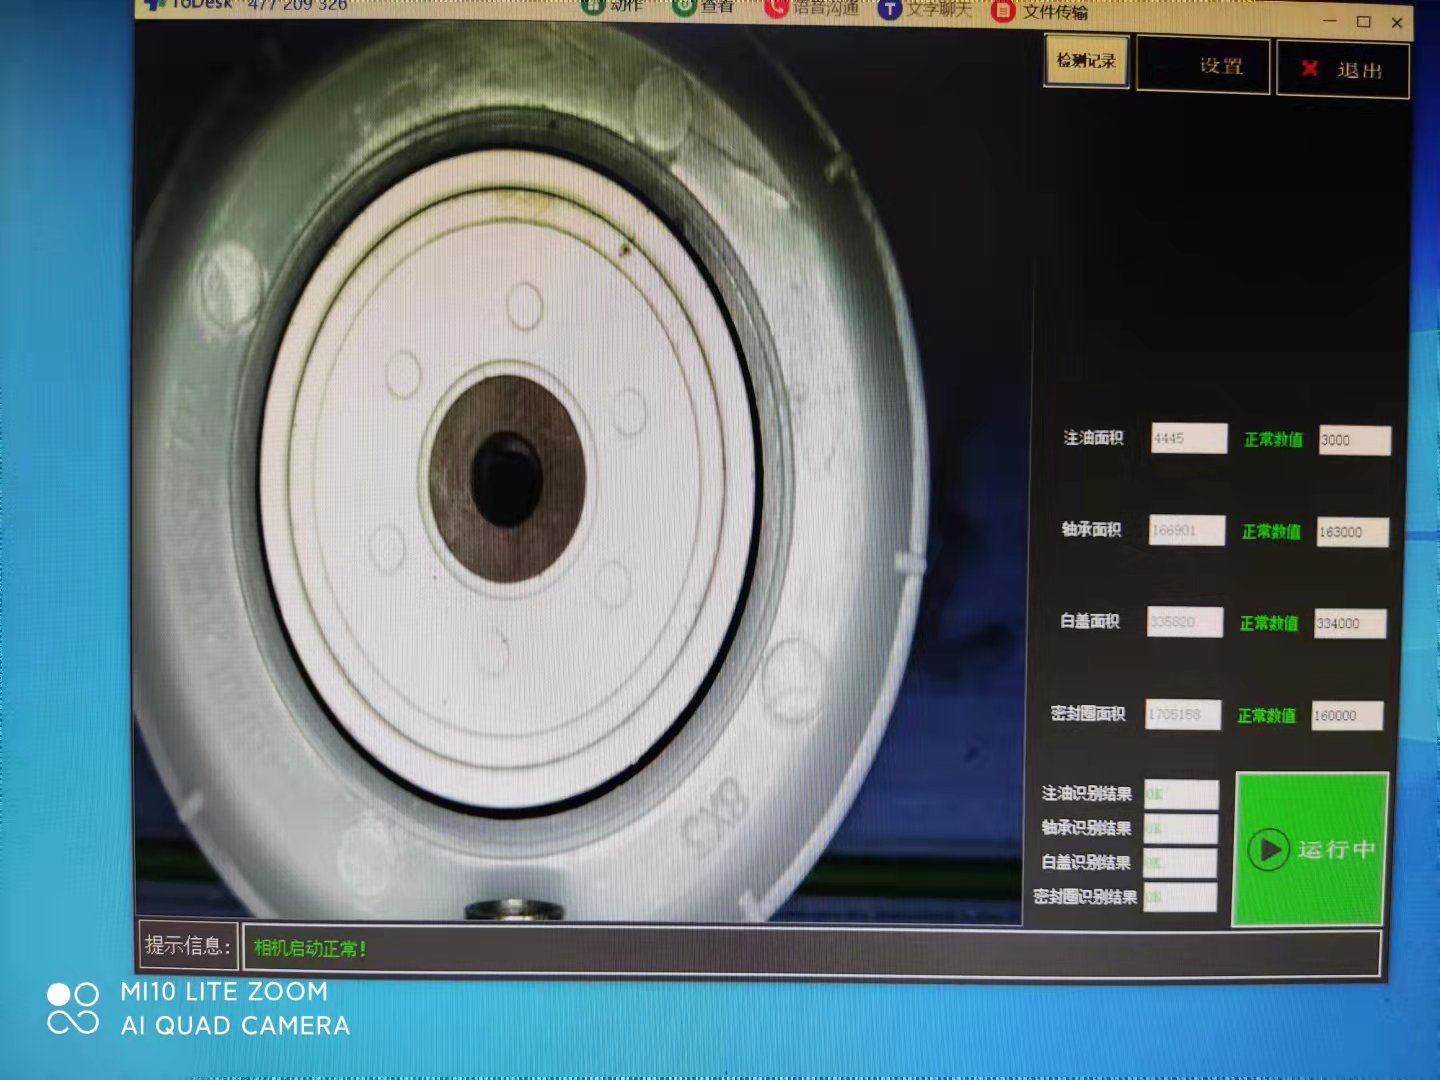 ToDesk 477 209 326 动作 查看 语音沟通 文字聊天 文件传输
检测记录 设置 退出
注油面积 4445 正常数值 3000
轴承面积 166901 正常数值 163000
白盖面积 335820 正常数值 334000
密封圈面积 1705158 正常数值 160000
注油识别结果 OK
轴承识别结果 OK
白盖识别结果 OK
密封圈识别结果 OK
运行中
提示信息: 相机启动正常!
MI10 LITE ZOOM
AI QUAD CAMERA